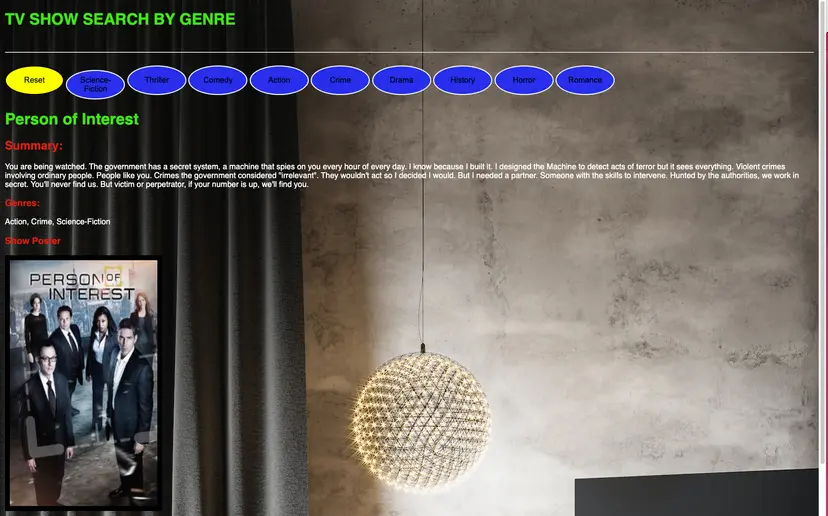 TV SHOW SEARCH BY GENRE
Reset
Science-
Fiction
Thriller
Comedy
Action
Crime
Drama
History
Horror
Romance
Person of Interest
Summary:
You are being watched. The government has a secret system, a machine that spies on you every hour of every day. I know because I built it. I designed the Machine to detect acts of terror but it sees everything. Violent crimes
involving ordinary people. People like you. Crimes the government considered "irrelevant". They wouldn't act so I decided I would. But I needed a partner. Someone with the skills to intervene. Hunted by the authorities, we work in
secret. You'll never find us. But victim or perpetrator, if your number is up, we'll find you.
Genres:
Action, Crime, Science-Fiction
Show Poster
PERSON OF
INTEREST